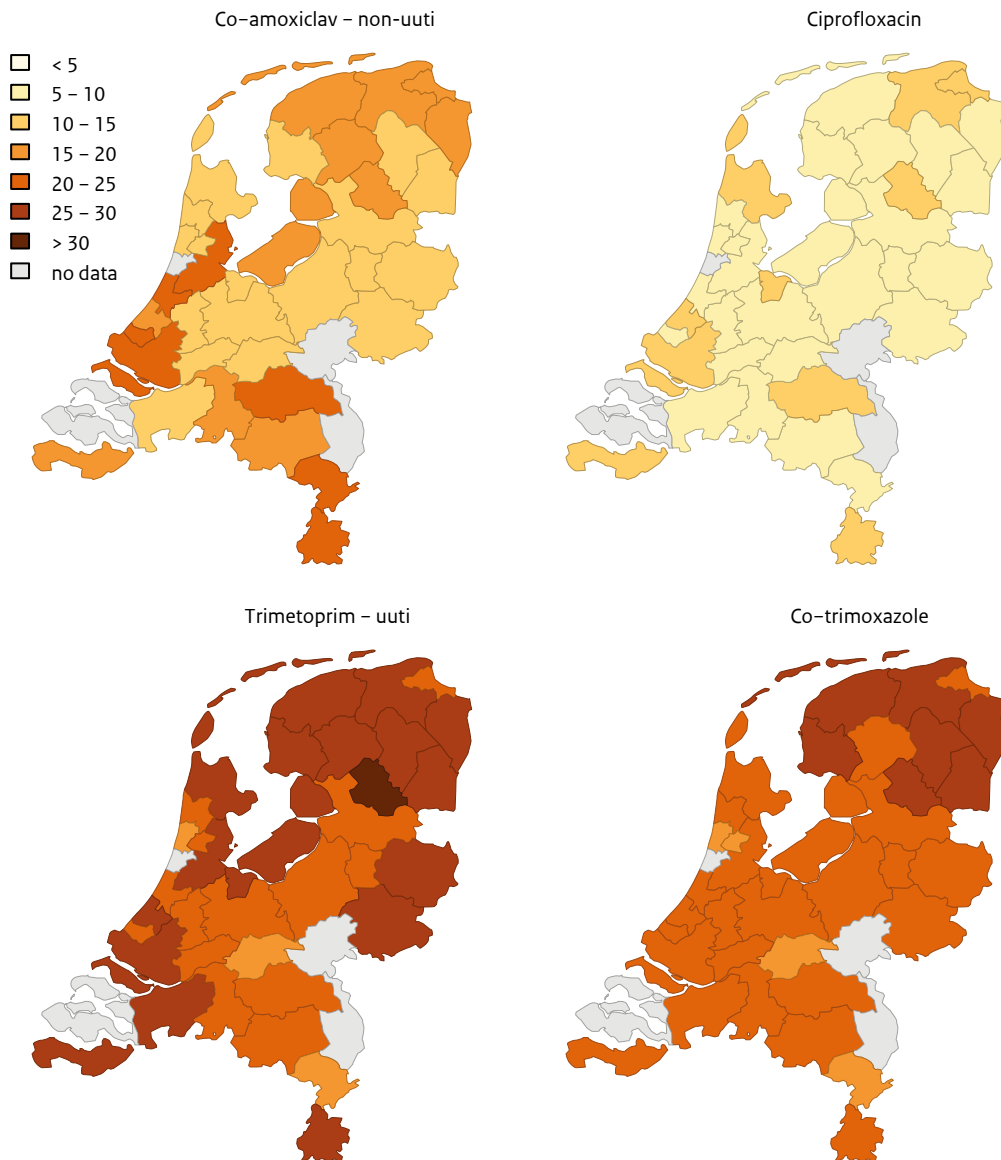 Co-amoxiclav – non-uuti
Ciprofloxacin
< 5
5 – 10
10 – 15
15 – 20
20 – 25
25 – 30
> 30
no data
Trimetoprim – uuti
Co-trimoxazole